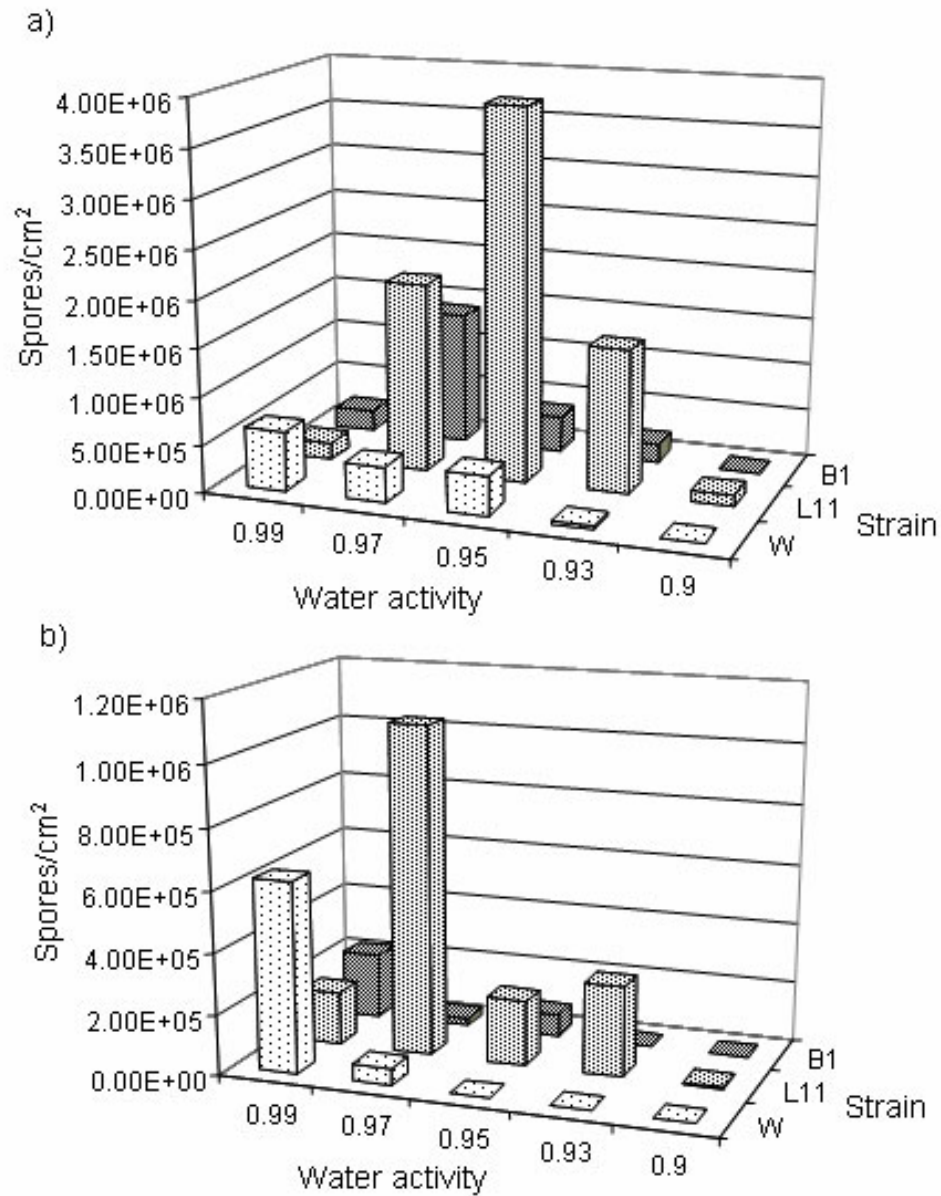 a)
4.00E+06
3.50E+06
3.00E+06
2.50E+06
2.00E+06
1.50E+06
1.00E+06
5.00E+05
0.00E+00
Spores/cm²
0.99
0.97
0.95
0.93
0.9
Water activity
W
L11
B1
Strain
b)
1.20E+06
1.00E+06
8.00E+05
6.00E+05
4.00E+05
2.00E+05
0.00E+00
Spores/cm²
0.99
0.97
0.95
0.93
0.9
Water activity
W
L11
B1
Strain